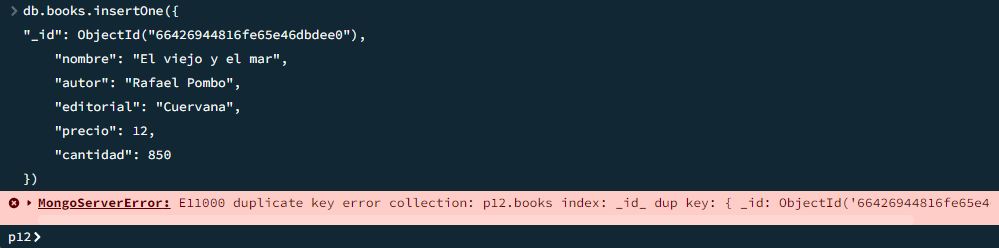 > db.books.insertOne({
"_id": ObjectId("66426944816fe65e46dbdee0"),
    "nombre": "El viejo y el mar",
    "autor": "Rafael Pombo",
    "editorial": "Cuervana",
    "precio": 12,
    "cantidad": 850
})
MongoServerError: E11000 duplicate key error collection: p12.books index: _id_ dup key: { _id: ObjectId('66426944816fe65e4
p12>